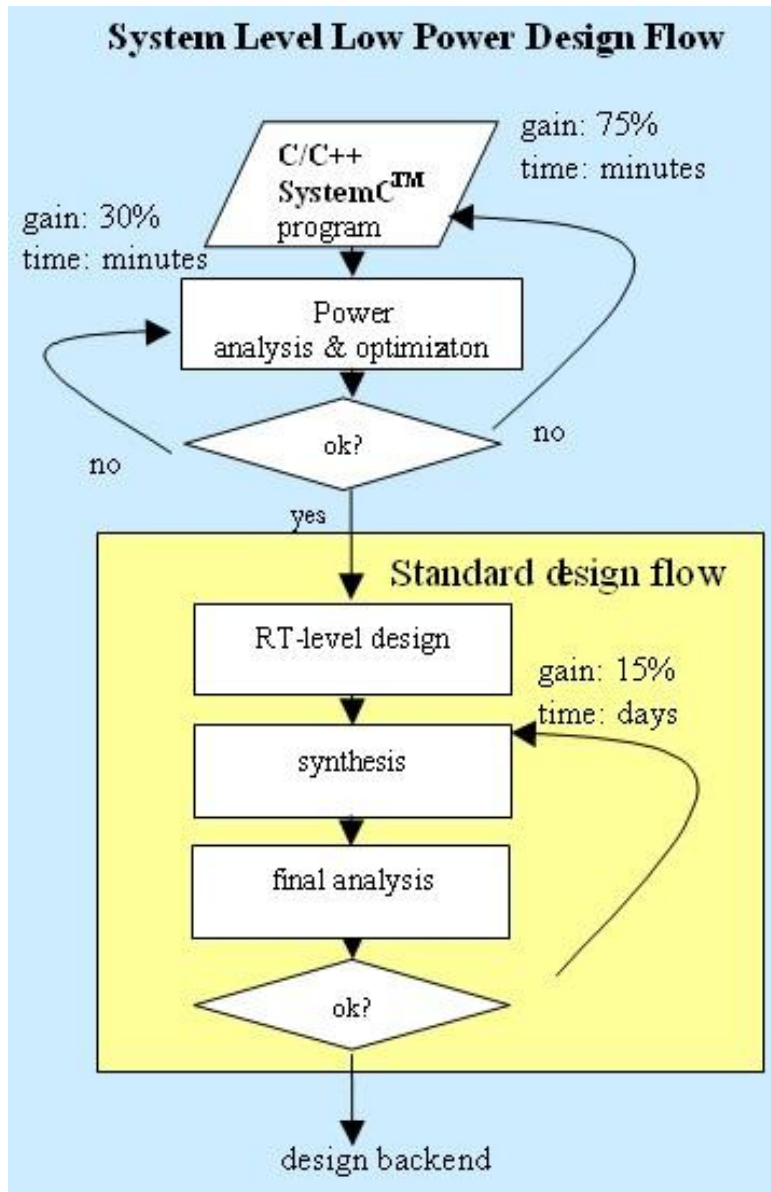 System Level Low Power Design Flow
gain: 75%
time: minutes
C/C++
SystemC™
program
gain: 30%
time: minutes
Power
analysis & optimizaton
ok?
no
no
yes
Standard design flow
RT-level design
gain: 15%
time: days
synthesis
final analysis
ok?
design backend